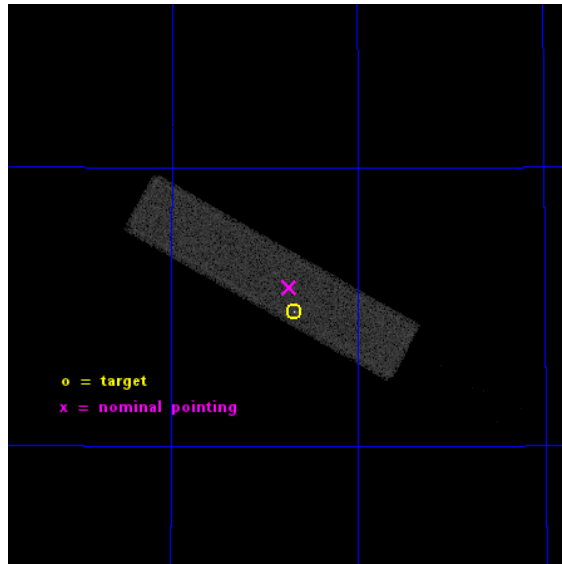 o = target
x = nominal pointing